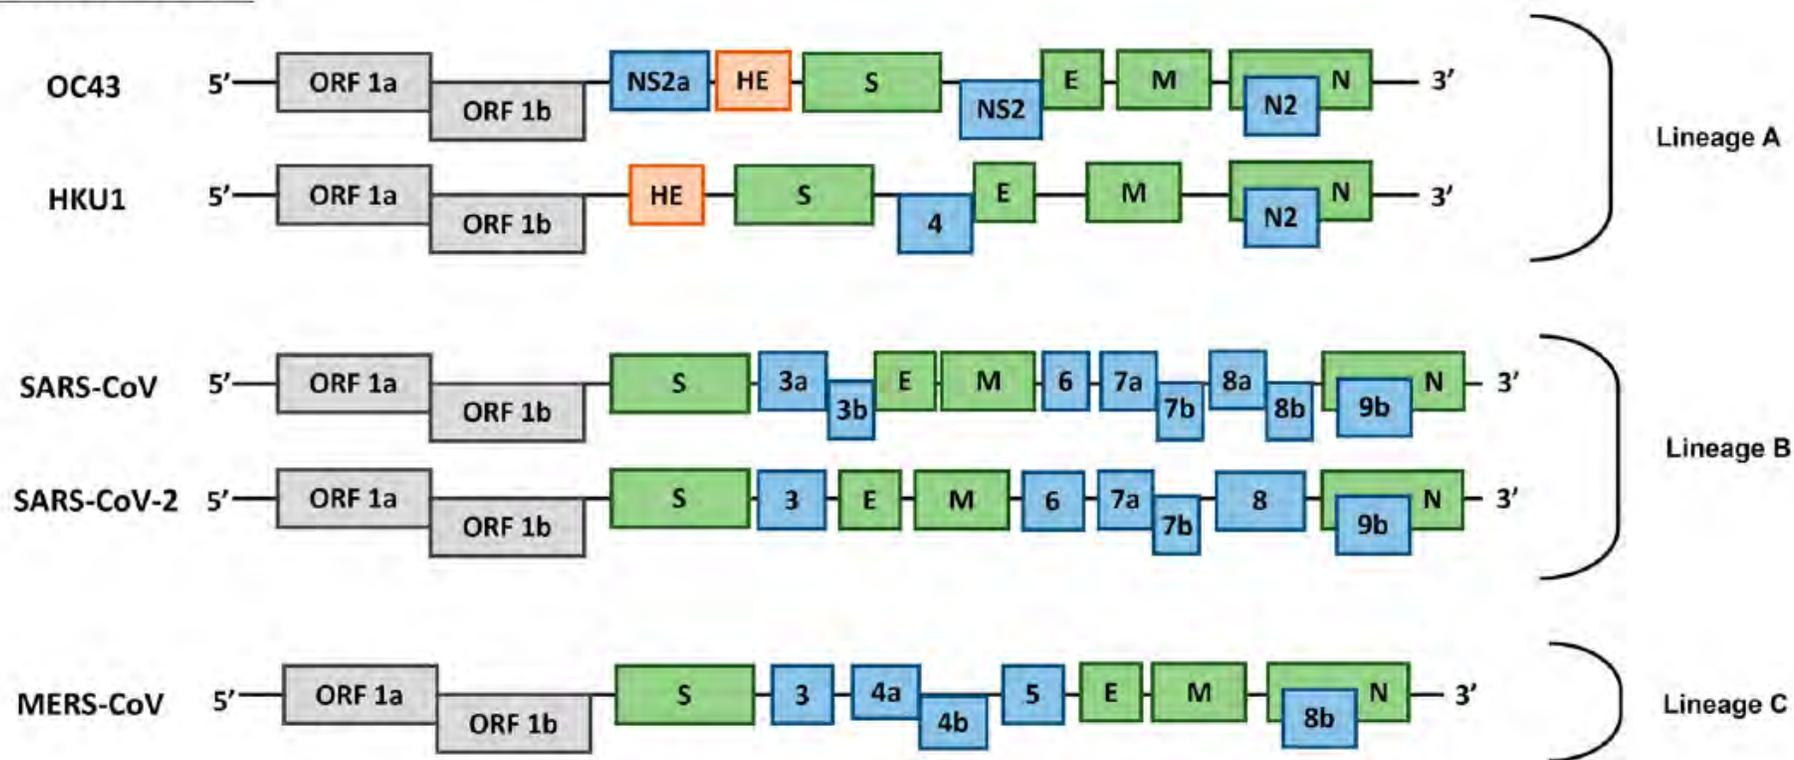 OC43 5’ ORF 1a ORF 1b NS2a HE S NS2 E M N2 N 3’
Lineage A
HKU1 5’ ORF 1a ORF 1b HE S 4 E M N2 N 3’
SARS-CoV 5’ ORF 1a ORF 1b S 3a 3b E M 6 7a 7b 8a 8b 9b N 3’
Lineage B
SARS-CoV-2 5’ ORF 1a ORF 1b S 3 E M 6 7a 7b 8 9b N 3’
MERS-CoV 5’ ORF 1a ORF 1b S 3 4a 4b 5 E M 8b N 3’
Lineage C